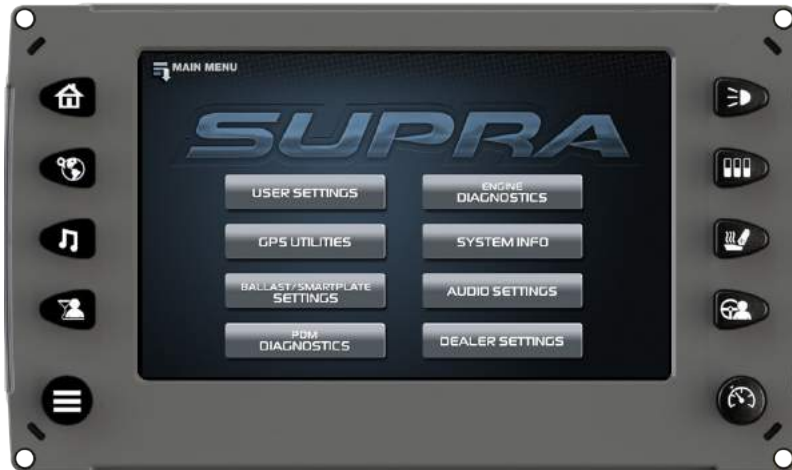 MAIN MENU
SUPRA
USER SETTINGS
ENGINE
DIAGNOSTICS
GPS UTILITIES
SYSTEM INFO
BALLAST/SMARTPLATE
SETTINGS
AUDIO SETTINGS
PDM
DIAGNOSTICS
DEALER SETTINGS